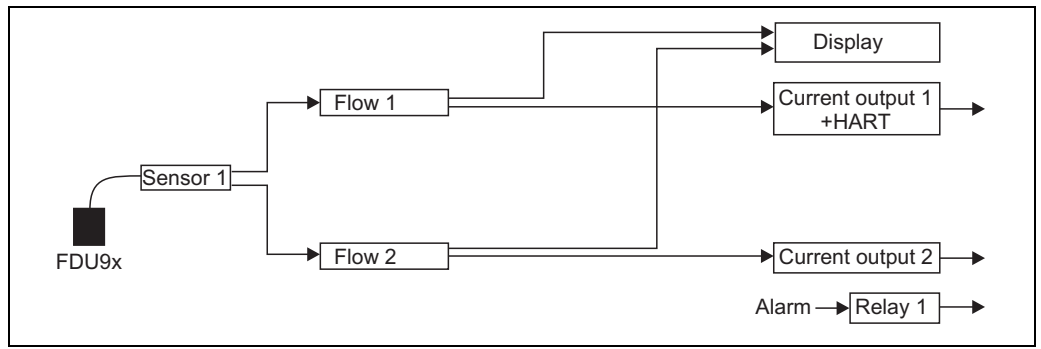 Display
Flow 1
Current output 1
+HART
Sensor 1
FDU9x
Flow 2
Current output 2
Alarm
Relay 1